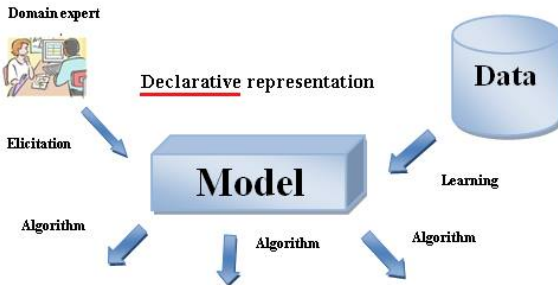 Domain expert
Declarative representation
Data
Elicitation
Model
Learning
Algorithm
Algorithm
Algorithm